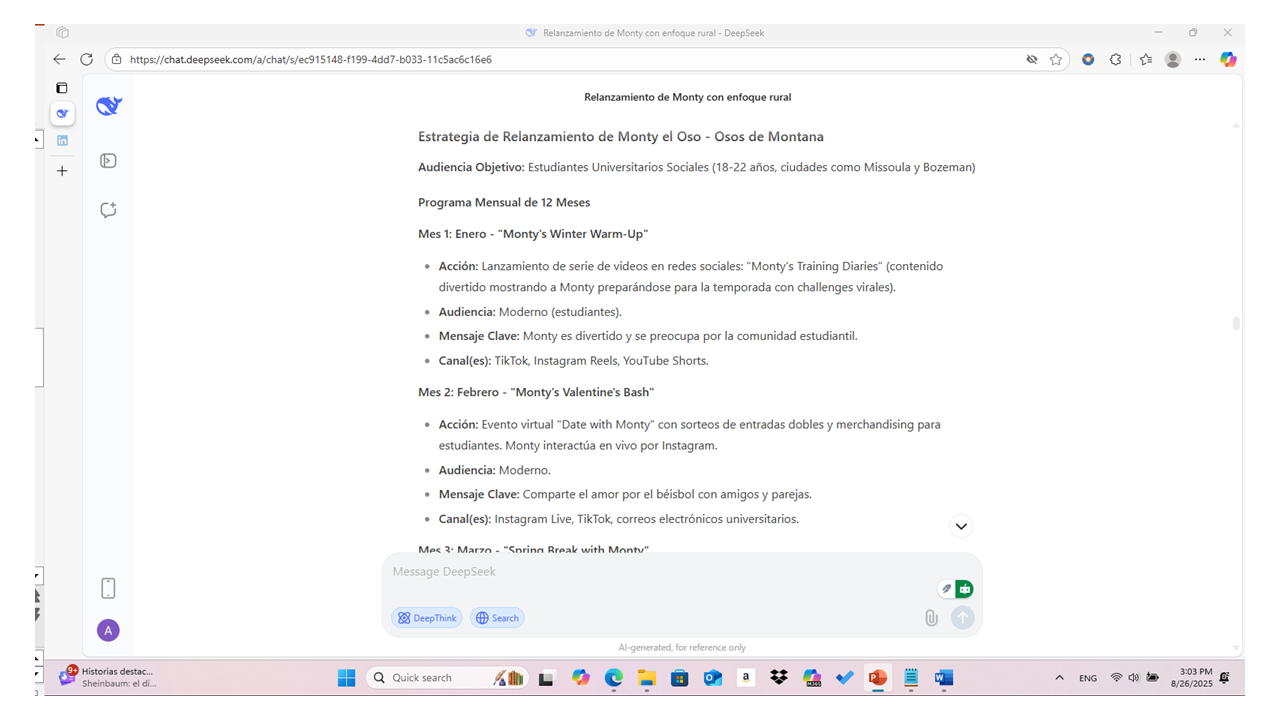 Relanzamiento de Monty con enfoque rural - DeepSeek
https://chat.deepseek.com/a/chat/s/ec915148-f199-4dd7-b033-11c5ac6c16e6
Relanzamiento de Monty con enfoque rural
Estrategia de Relanzamiento de Monty el Oso - Osos de Montana
Audiencia Objetivo: Estudiantes Universitarios Sociales (18-22 años, ciudades como Missoula y Bozeman)
Programa Mensual de 12 Meses
Mes 1: Enero - "Monty's Winter Warm-Up"
• Acción: Lanzamiento de serie de videos en redes sociales: "Monty's Training Diaries" (contenido
divertido mostrando a Monty preparándose para la temporada con challenges virales).
• Audiencia: Moderno (estudiantes).
• Mensaje Clave: Monty es divertido y se preocupa por la comunidad estudiantil.
• Canal(es): TikTok, Instagram Reels, YouTube Shorts.
Mes 2: Febrero - "Monty's Valentine's Bash"
• Acción: Evento virtual "Date with Monty" con sorteos de entradas dobles y merchandising para
estudiantes. Monty interactúa en vivo por Instagram.
• Audiencia: Moderno.
• Mensaje Clave: Comparte el amor por el béisbol con amigos y parejas.
• Canal(es): Instagram Live, TikTok, correos electrónicos universitarios.
Mes 3: Marzo - "Spring Break with Monty"
Message DeepSeek
DeepThink
Search
A
AI-generated, for reference only
9+
Historias destac...
Sheinbaum: el dí...
Quick search
ENG
3:03 PM
8/26/2025